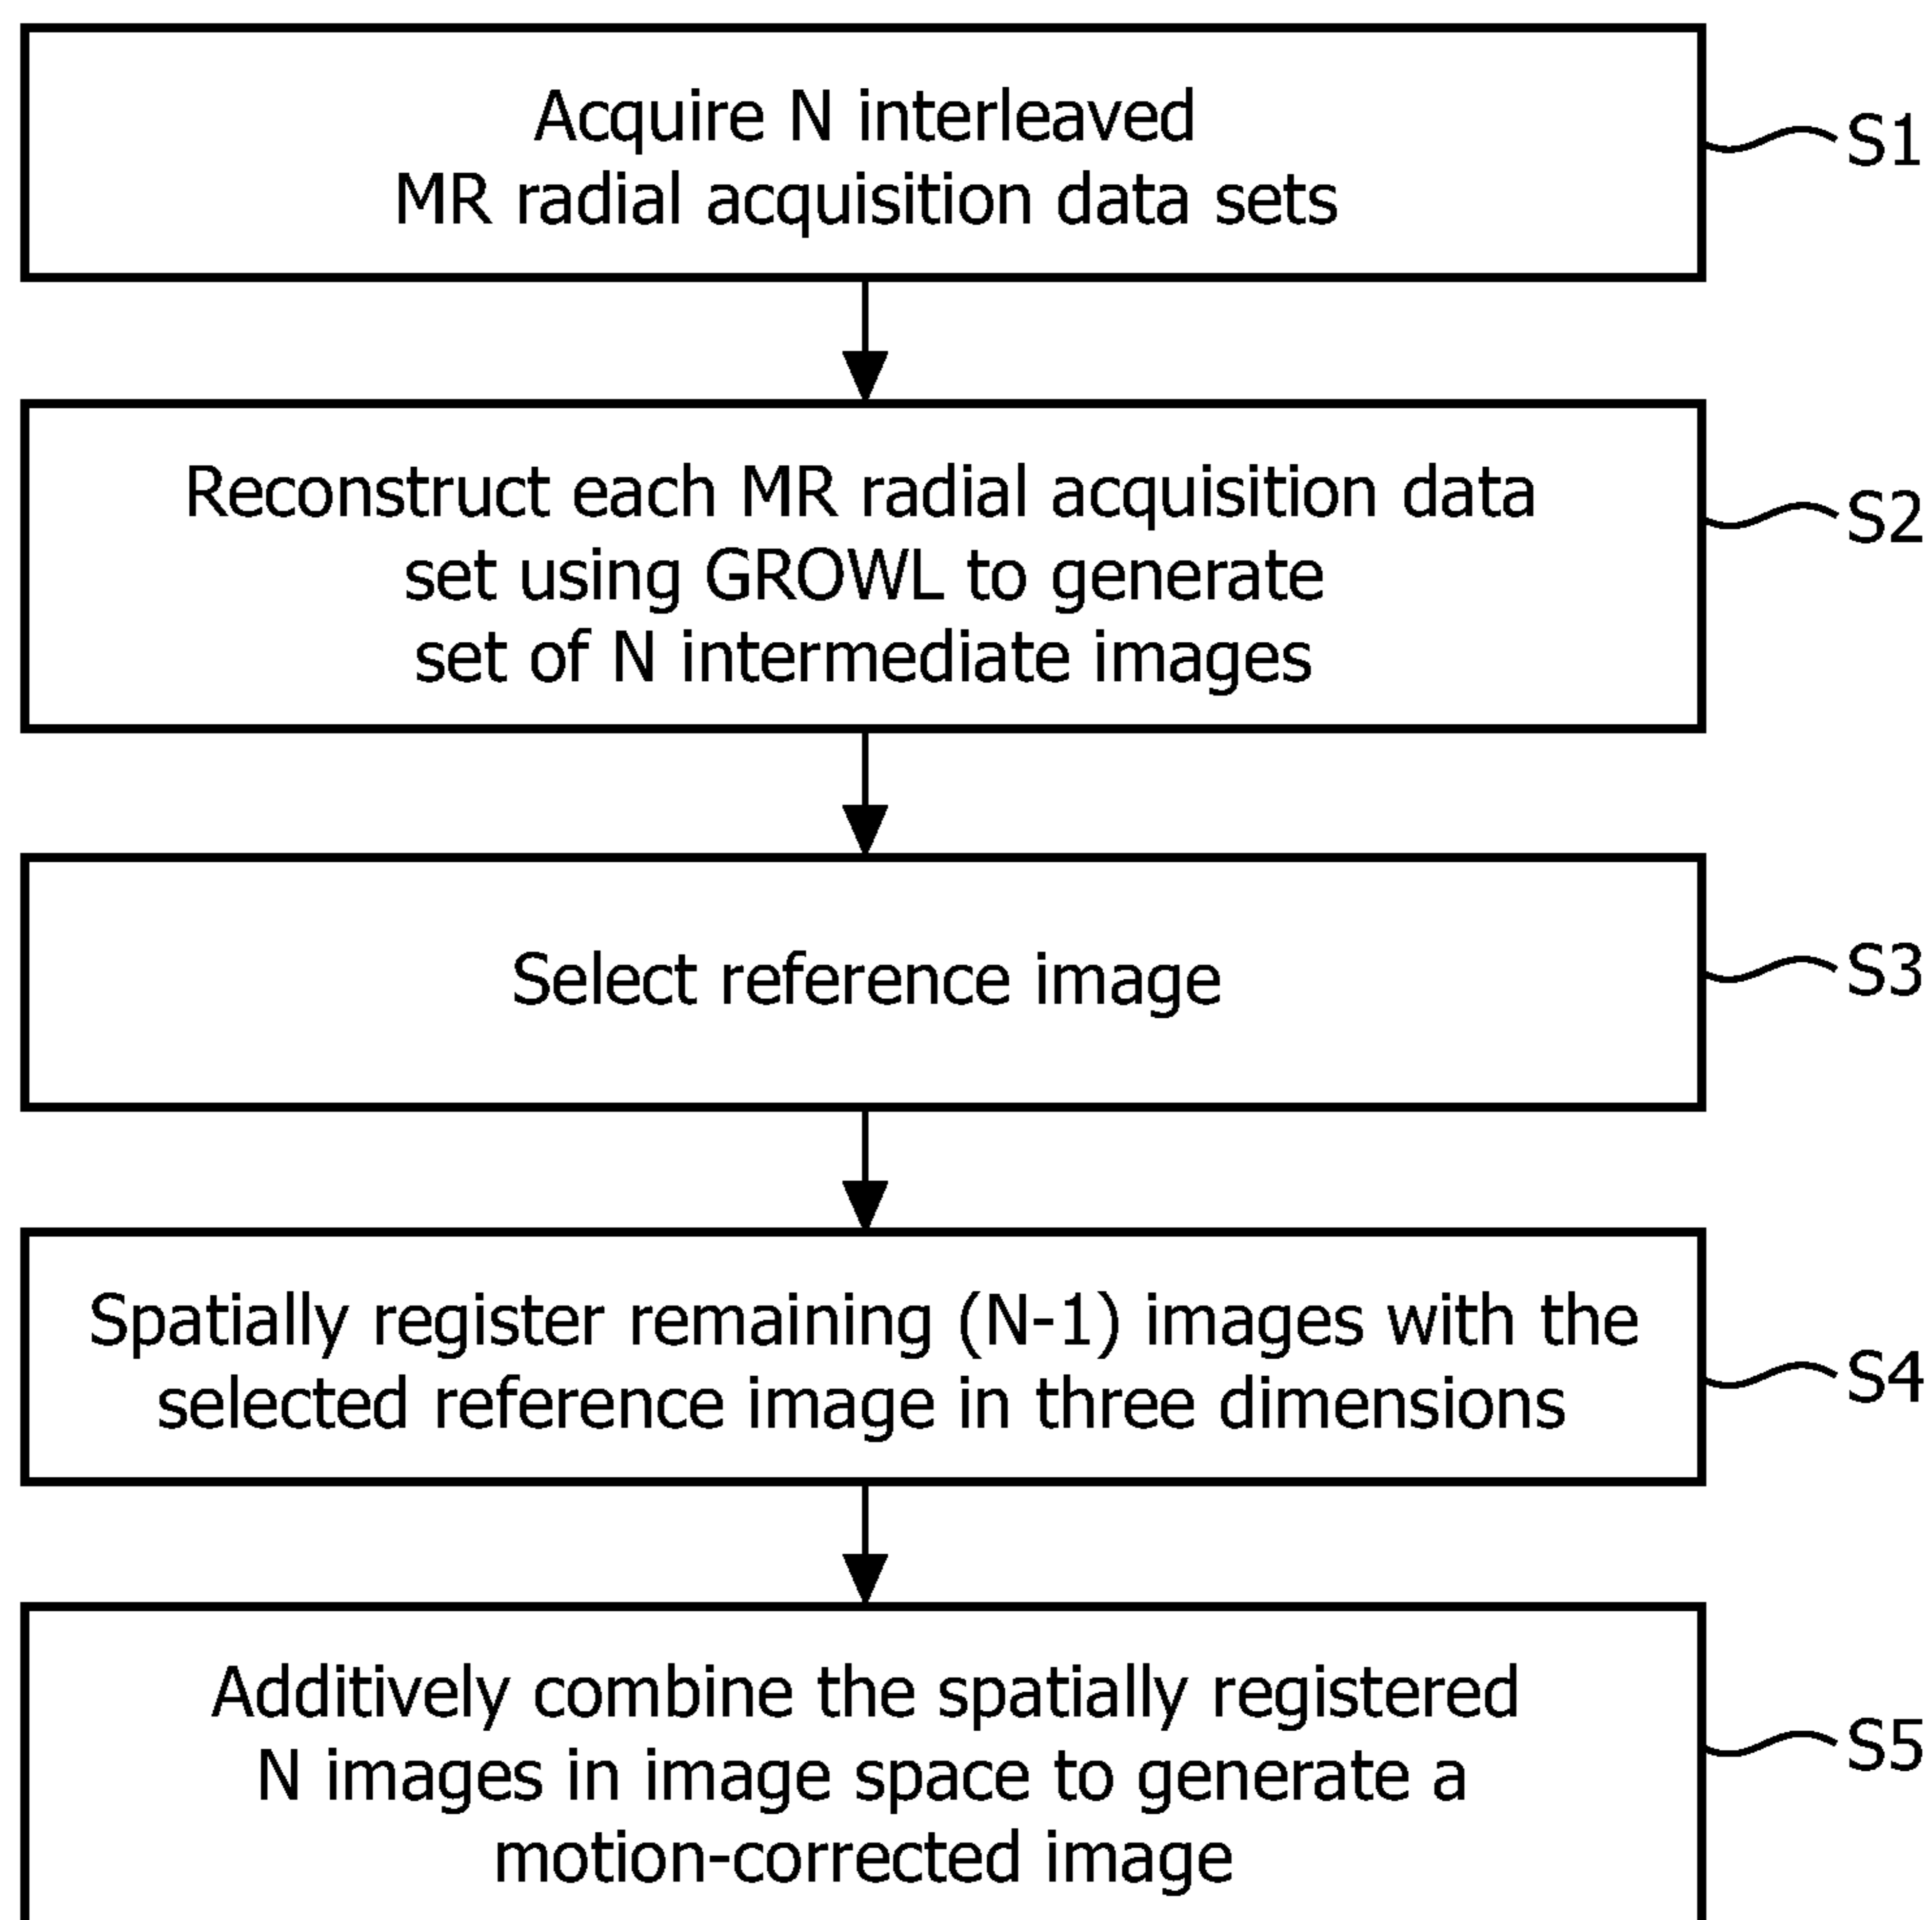 Acquire N interleaved
MR radial acquisition data sets
S1
Reconstruct each MR radial acquisition data
set using GROWL to generate
set of N intermediate images
S2
Select reference image
S3
Spatially register remaining (N-1) images with the
selected reference image in three dimensions
S4
Additively combine the spatially registered
N images in image space to generate a
motion-corrected image
S5